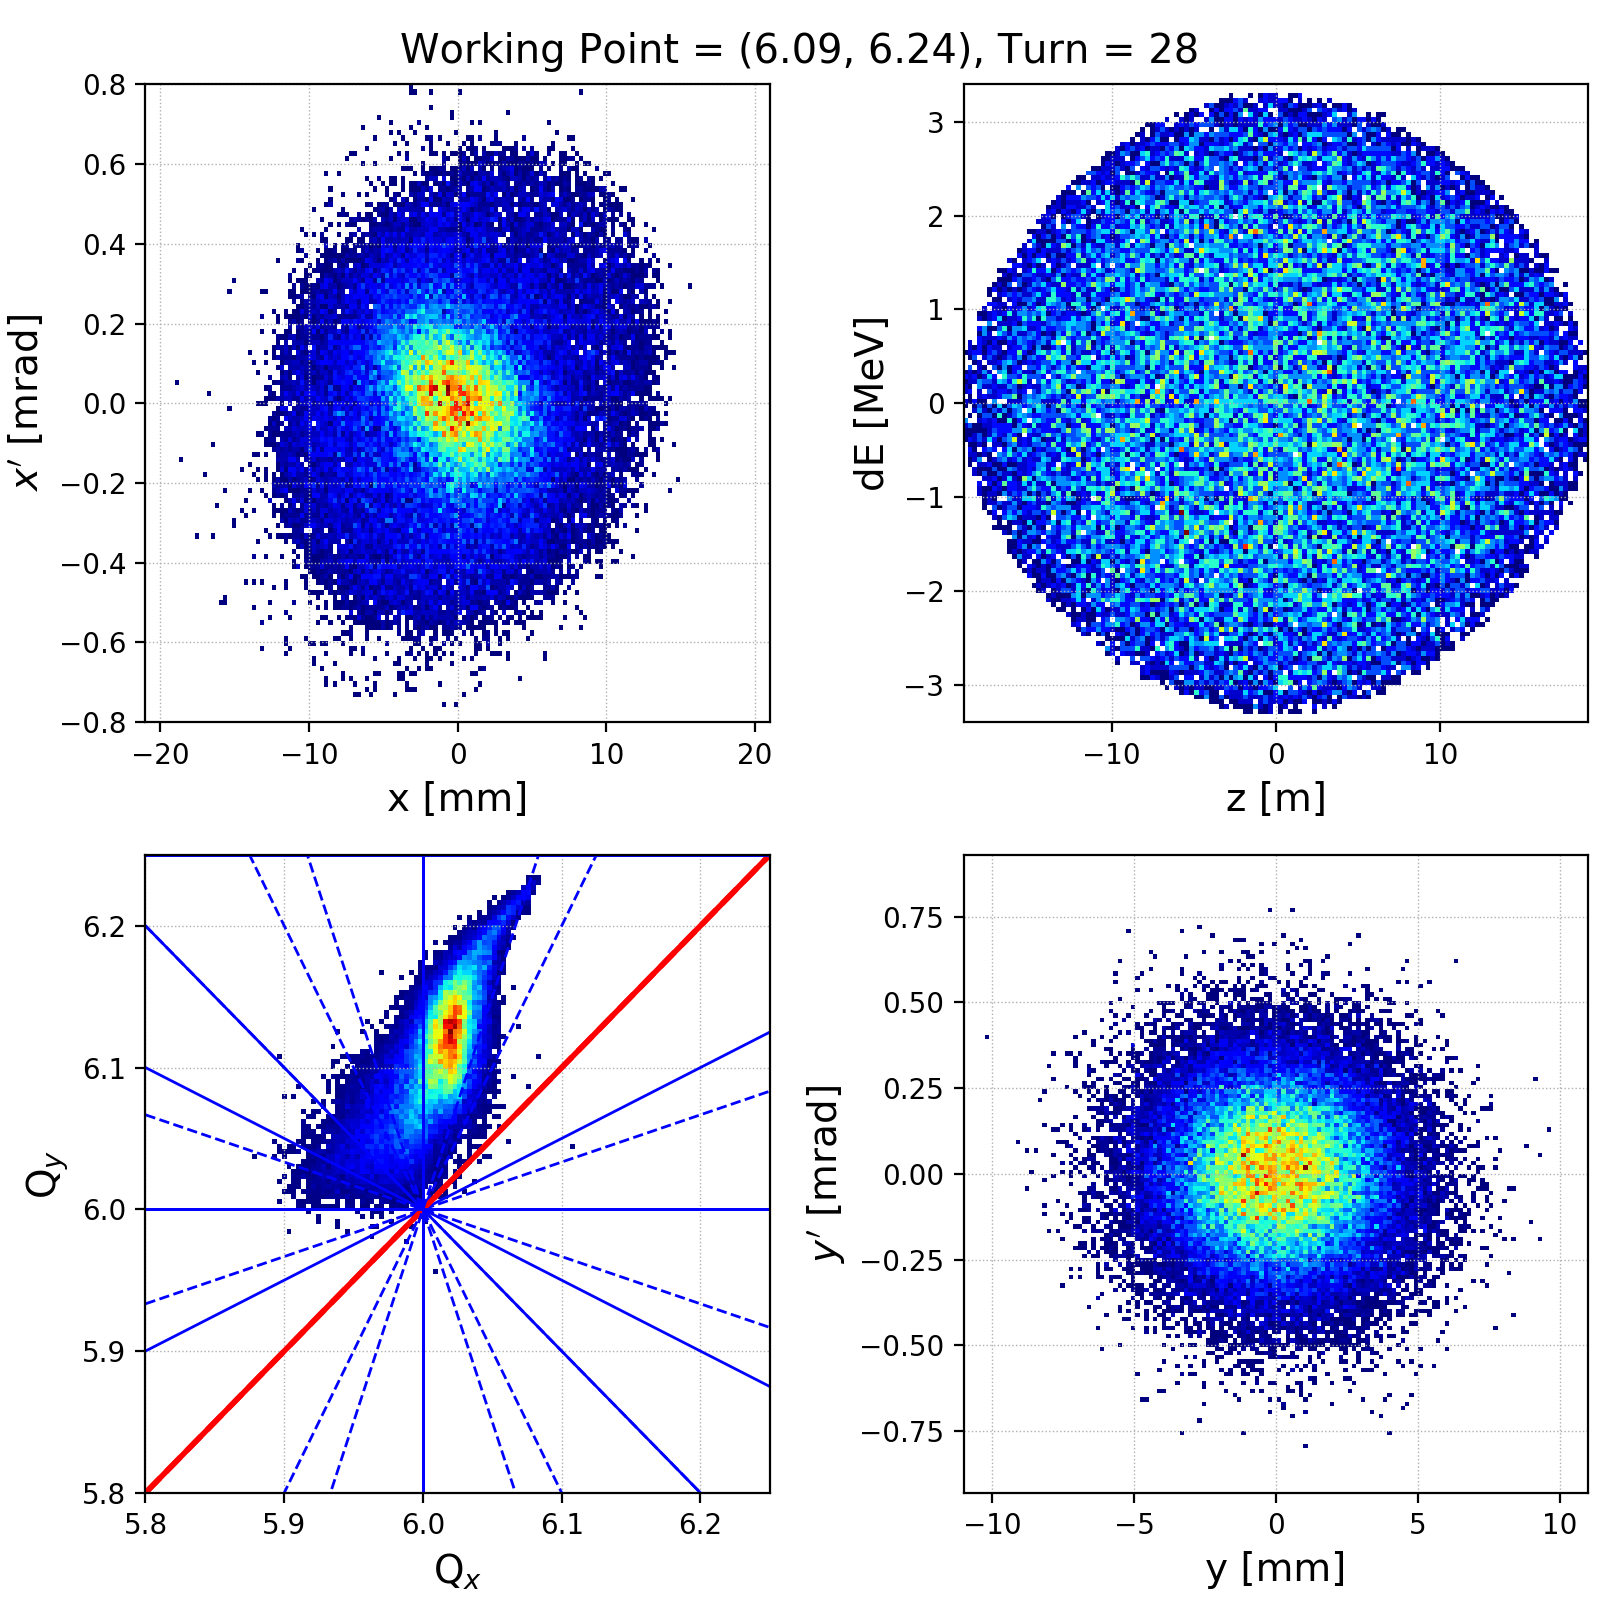 Working Point = (6.09, 6.24), Turn = 28
0.8
0.6
0.4
0.2
0.0
−0.2
−0.4
−0.6
−0.8
x′ [mrad]
−20 −10 0 10 20
x [mm]
3
2
1
0
−1
−2
−3
dE [MeV]
−10 0 10
z [m]
6.2
6.1
6.0
5.9
5.8
Qy
5.8 5.9 6.0 6.1 6.2
Qx
0.75
0.50
0.25
0.00
−0.25
−0.50
−0.75
y′ [mrad]
−10 −5 0 5 10
y [mm]